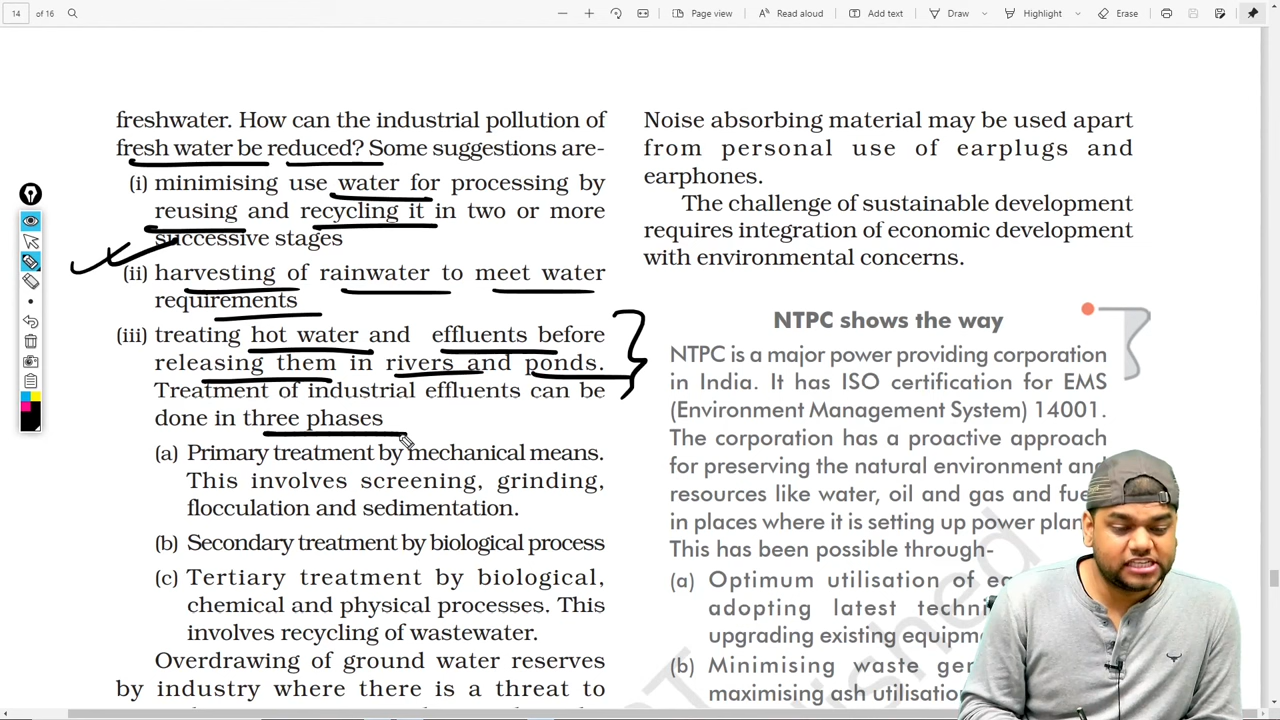 14 of 16 Page view Read aloud Add text Draw Highlight Erase
freshwater. How can the industrial pollution of
fresh water be reduced? Some suggestions are-
(i) minimising use water for processing by
reusing and recycling it in two or more
successive stages
(ii) harvesting of rainwater to meet water
requirements
(iii) treating hot water and effluents before
releasing them in rivers and ponds.
Treatment of industrial effluents can be
done in three phases
(a) Primary treatment by mechanical means.
This involves screening, grinding,
flocculation and sedimentation.
(b) Secondary treatment by biological process
(c) Tertiary treatment by biological,
chemical and physical processes. This
involves recycling of wastewater.
Overdrawing of ground water reserves
by industry where there is a threat to
Noise absorbing material may be used apart
from personal use of earplugs and
earphones.
The challenge of sustainable development
requires integration of economic development
with environmental concerns.
NTPC shows the way
NTPC is a major power providing corporation
in India. It has ISO certification for EMS
(Environment Management System) 14001.
The corporation has a proactive approach
for preserving the natural environment and
resources like water, oil and gas and
in places where it is setting up power
This has been possible through-
(a) Optimum utilisation of
adopting latest
upgrading existing
(b) Minimising waste
maximising ash